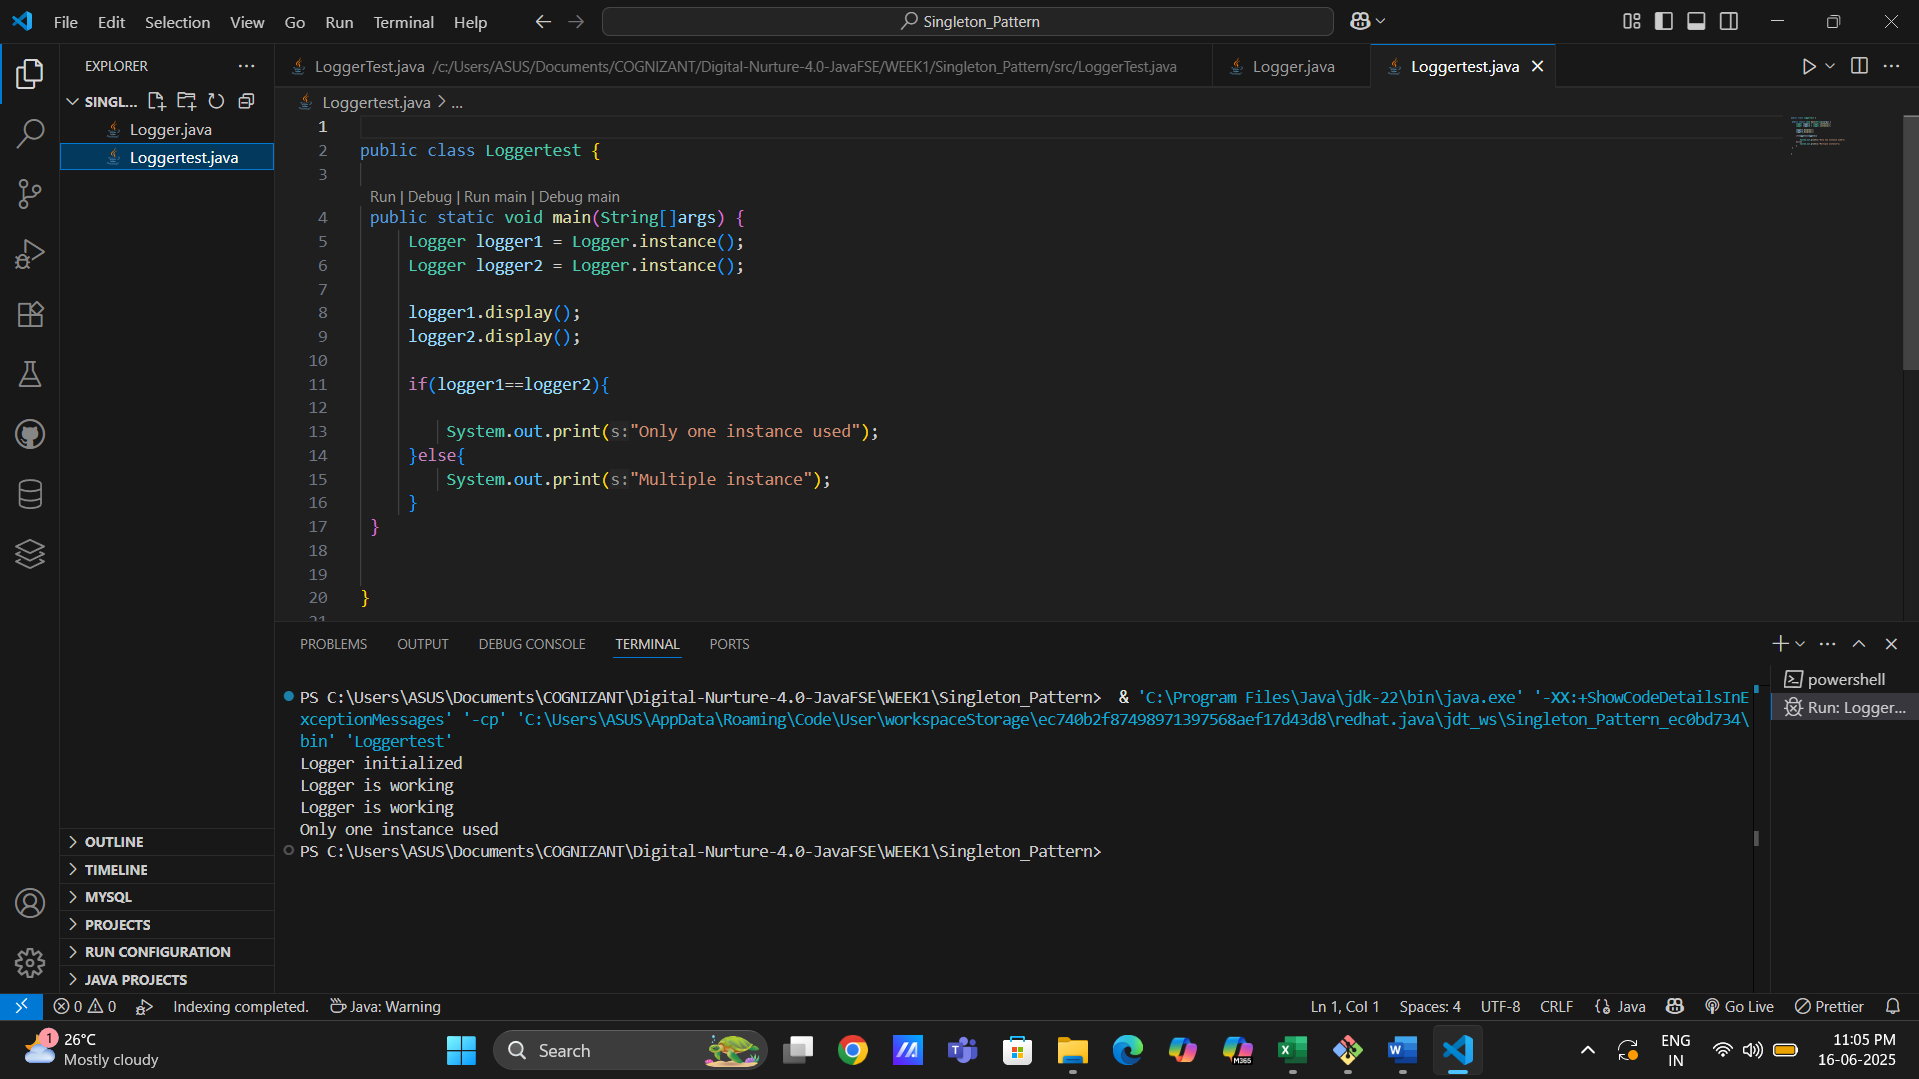 File Edit Selection View Go Run Terminal Help
Singleton_Pattern
EXPLORER
SINGL...
Logger.java
Loggertest.java
OUTLINE
TIMELINE
MYSQL
PROJECTS
RUN CONFIGURATION
JAVA PROJECTS
LoggerTest.java /c:/Users/ASUS/Documents/COGNIZANT/Digital-Nurture-4.0-JavaFSE/WEEK1/Singleton_Pattern/src/LoggerTest.java
Logger.java
Loggertest.java
Loggertest.java > ...
1
2 public class Loggertest {
3
Run | Debug | Run main | Debug main
4 public static void main(String[]args) {
5 Logger logger1 = Logger.instance();
6 Logger logger2 = Logger.instance();
7
8 logger1.display();
9 logger2.display();
10
11 if(logger1==logger2){
12
13 System.out.print(s:"Only one instance used");
14 }else{
15 System.out.print(s:"Multiple instance");
16 }
17 }
18
19
20 }
21
PROBLEMS OUTPUT DEBUG CONSOLE TERMINAL PORTS
PS C:\Users\ASUS\Documents\COGNIZANT\Digital-Nurture-4.0-JavaFSE\WEEK1\Singleton_Pattern> & 'C:\Program Files\Java\jdk-22\bin\java.exe' '-XX:+ShowCodeDetailsInE
xceptionMessages' '-cp' 'C:\Users\ASUS\AppData\Roaming\Code\User\workspaceStorage\ec740b2f87498971397568aef17d43d8\redhat.java\jdt_ws\Singleton_Pattern_ec0bd734\
bin' 'Loggertest'
Logger initialized
Logger is working
Logger is working
Only one instance used
PS C:\Users\ASUS\Documents\COGNIZANT\Digital-Nurture-4.0-JavaFSE\WEEK1\Singleton_Pattern>
powershell
Run: Logger...
0 0 Indexing completed. Java: Warning
Ln 1, Col 1 Spaces: 4 UTF-8 CRLF {} Java Go Live Prettier
1
26°C
Mostly cloudy
Search
M365
ENG
IN
11:05 PM
16-06-2025